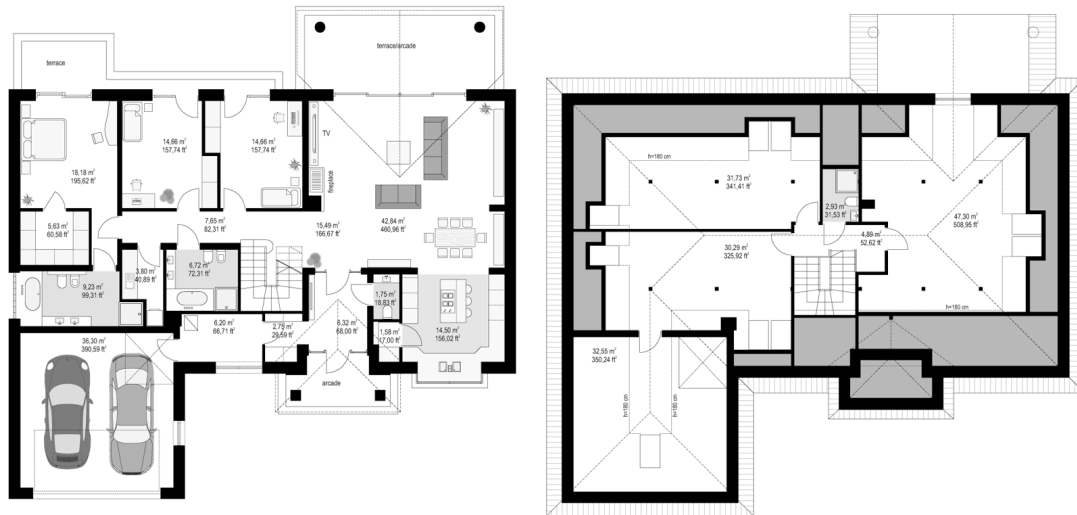 terrace
terrace/arcade
18,18 m²
195,62 ft²
14,66 m²
157,74 ft²
14,66 m²
157,74 ft²
TV
fireplace
5,63 m²
60,58 ft²
7,65 m²
82,31 ft²
15,49 m²
166,67 ft²
42,84 m²
460,96 ft²
9,23 m²
99,31 ft²
3,80 m²
40,89 ft²
6,72 m²
72,31 ft²
1,75 m²
18,83 ft²
36,30 m²
390,59 ft²
6,20 m²
66,71 ft²
2,75 m²
29,59 ft²
6,32 m²
68,00 ft²
1,58 m²
17,00 ft²
14,50 m²
156,02 ft²
arcade
h=180 cm
31,73 m²
341,41 ft²
2,93 m²
31,53 ft²
47,30 m²
508,95 ft²
30,29 m²
325,92 ft²
4,89 m²
52,62 ft²
h=180 cm
32,55 m²
350,24 ft²
h=180 cm
h=180 cm